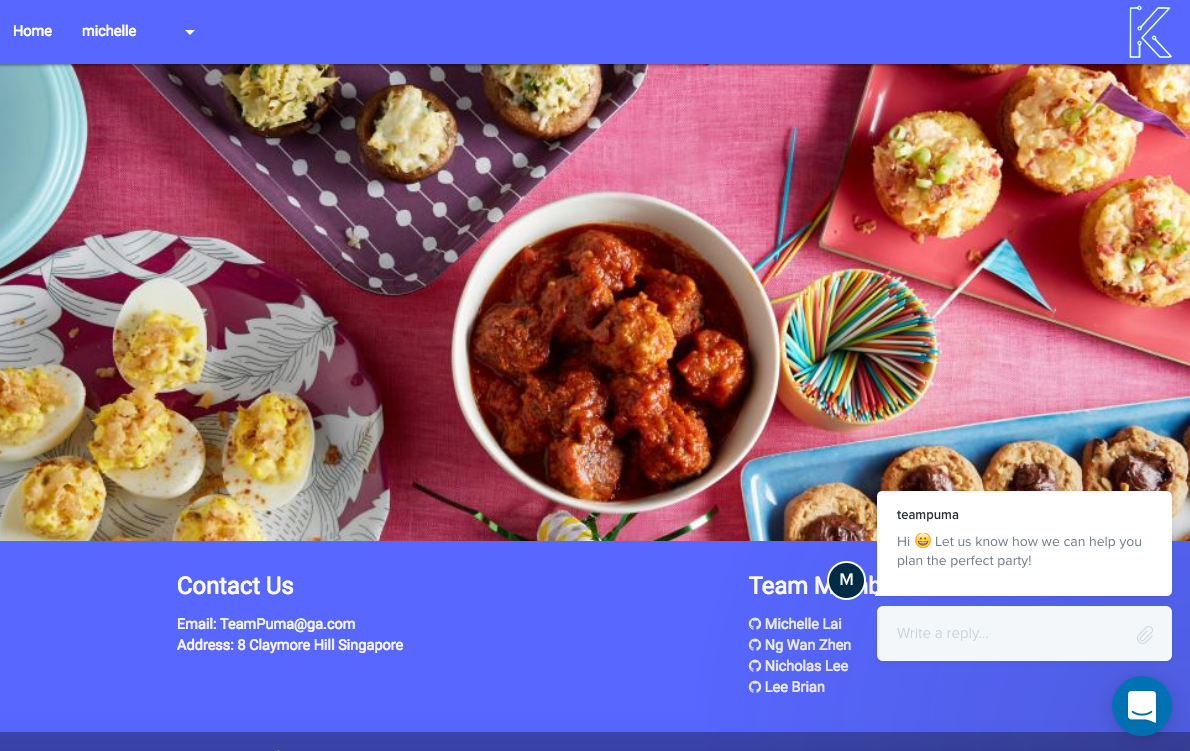 Home
michelle
K
teampuma
Hi 😀 Let us know how we can help you
plan the perfect party!
M
Write a reply...
Contact Us
Email: TeamPuma@ga.com
Address: 8 Claymore Hill Singapore
Team
Michelle Lai
Ng Wan Zhen
Nicholas Lee
Lee Brian